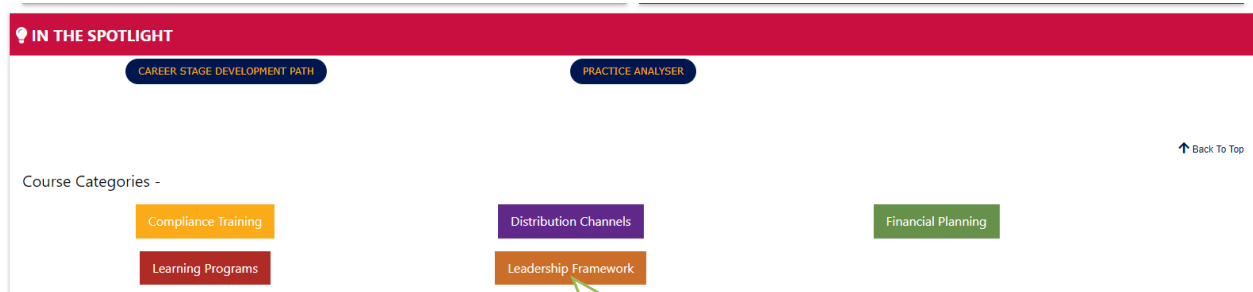 IN THE SPOTLIGHT
CAREER STAGE DEVELOPMENT PATH PRACTICE ANALYSER
Back To Top
Course Categories -
Compliance Training Distribution Channels Financial Planning
Learning Programs Leadership Framework